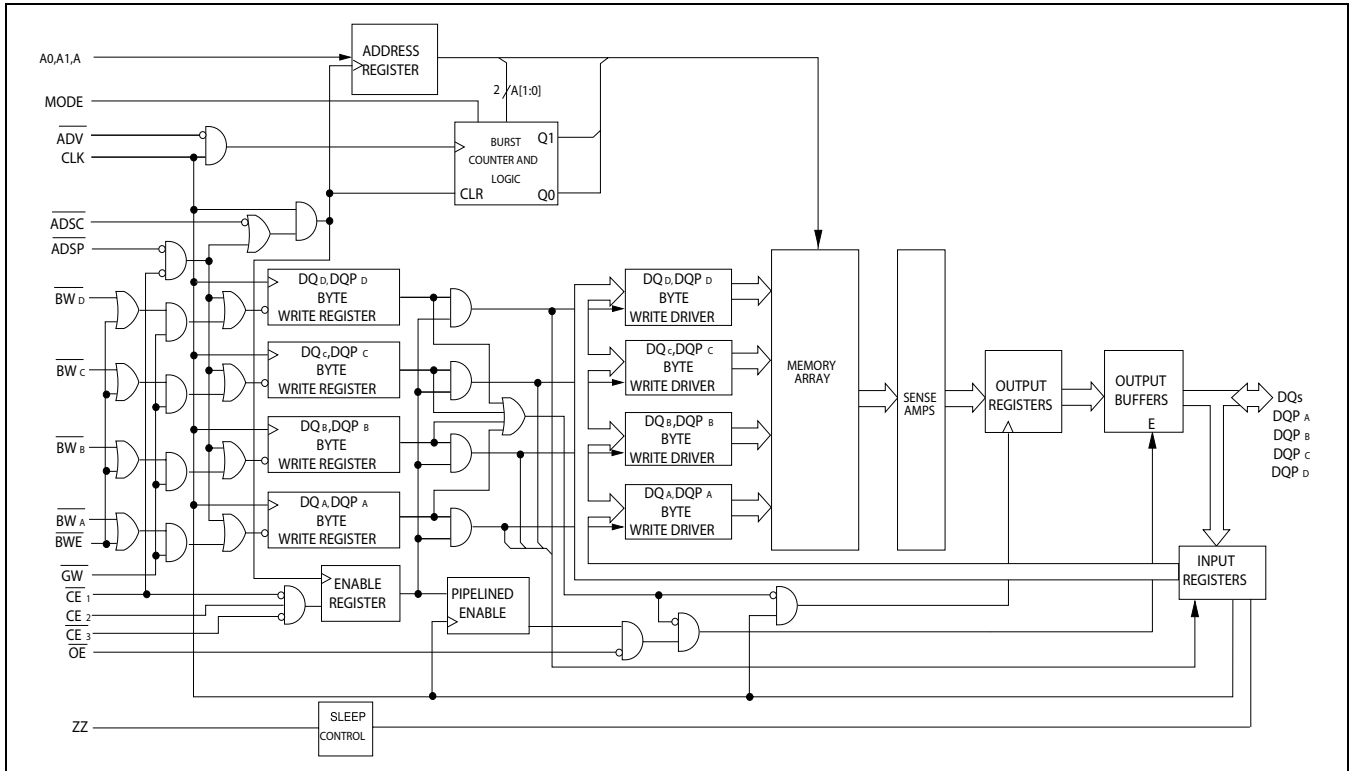 A0,A1,A
ADDRESS
REGISTER
MODE
2
A[1:0]
ADV
CLK
BURST
COUNTER AND
LOGIC
Q1
CLR
Q0
ADSC
ADSP
BW D
DQ D, DQP D
BYTE
WRITE REGISTER
DQ D, DQP D
BYTE
WRITE DRIVER
BW C
DQ c, DQP C
BYTE
WRITE REGISTER
DQ c, DQP C
BYTE
WRITE DRIVER
MEMORY
ARRAY
SENSE
AMPS
OUTPUT
REGISTERS
OUTPUT
BUFFERS
E
DQs
DQP A
DQP B
DQP C
DQP D
BW B
DQ B, DQP B
BYTE
WRITE REGISTER
DQ B, DQP B
BYTE
WRITE DRIVER
BW A
BWE
DQ A, DQP A
BYTE
WRITE REGISTER
DQ A, DQP A
BYTE
WRITE DRIVER
GW
CE 1
CE 2
CE 3
OE
ENABLE
REGISTER
PIPELINED
ENABLE
INPUT
REGISTERS
ZZ
SLEEP
CONTROL